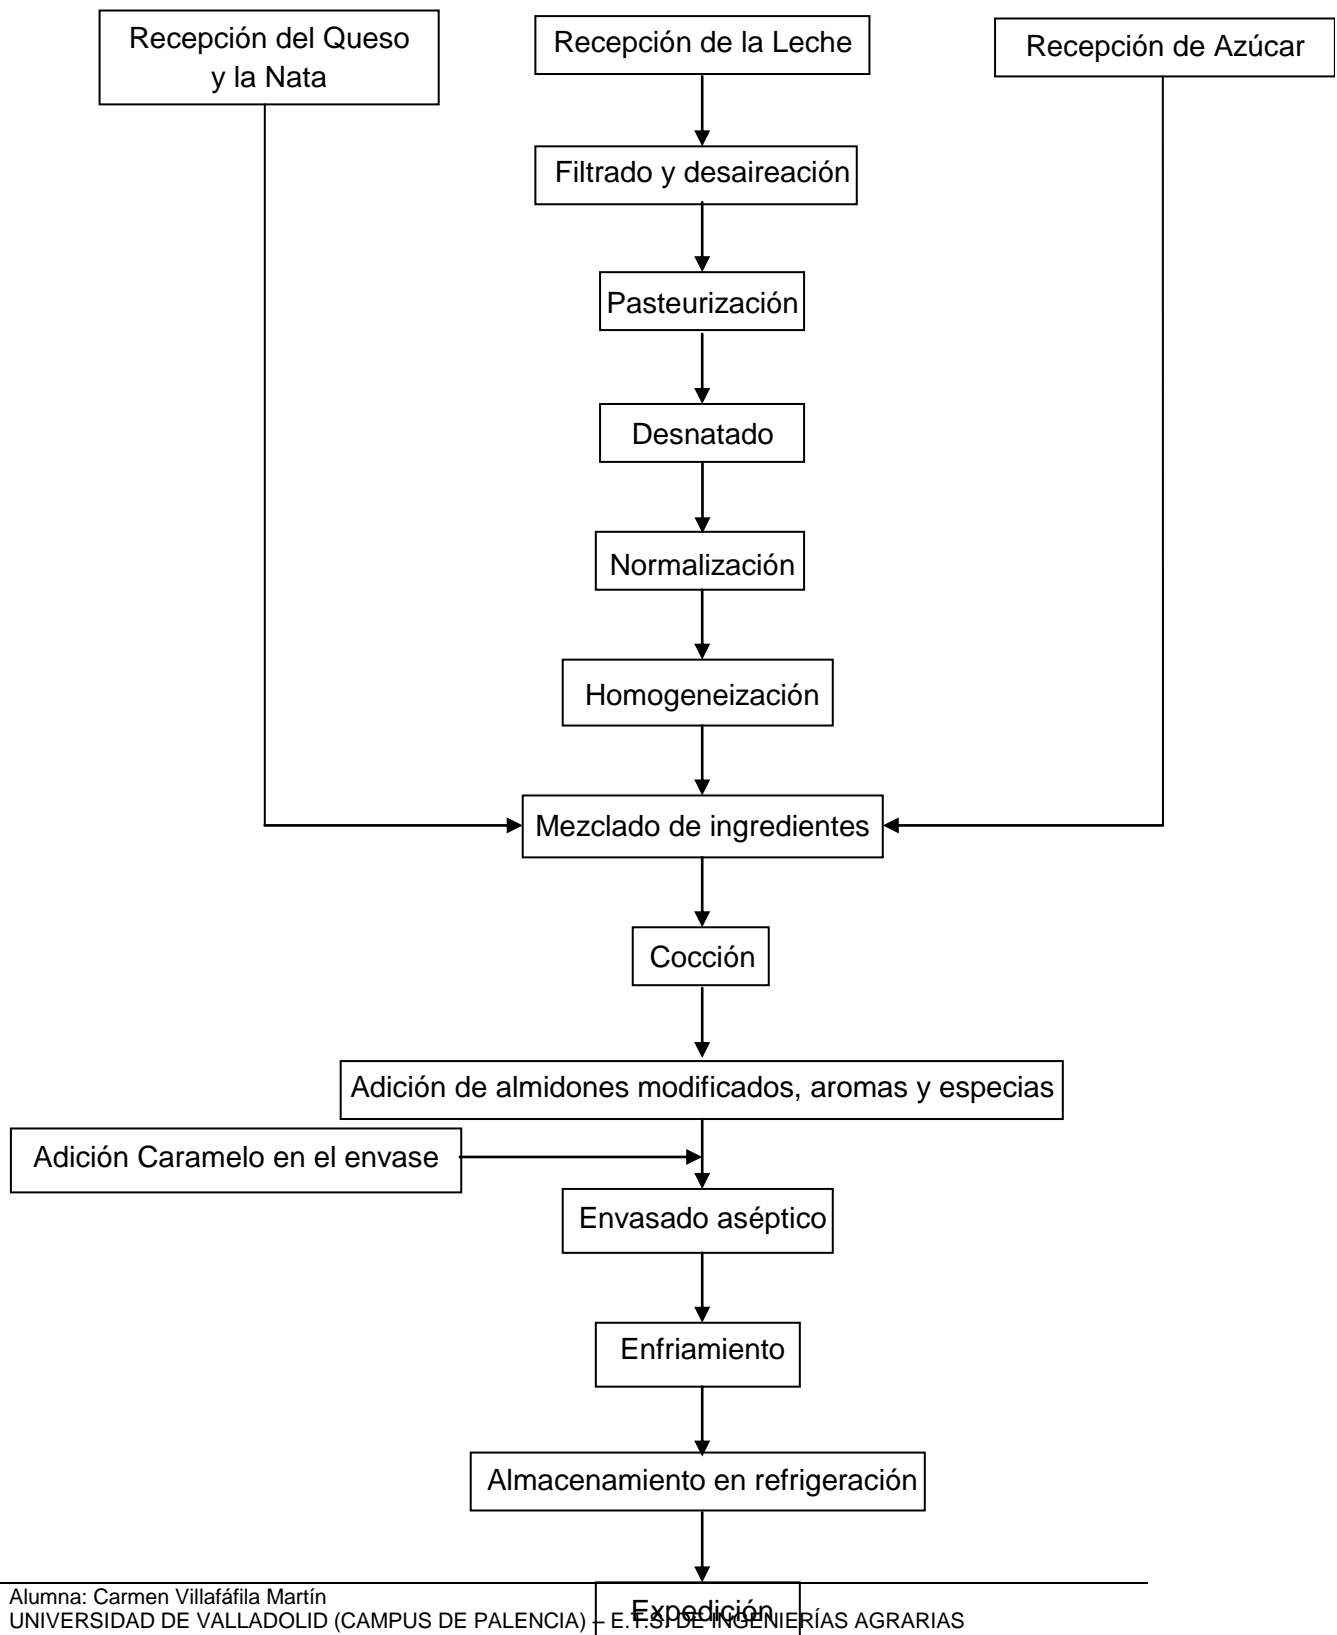 Recepción del Queso
y la Nata
Recepción de la Leche
Recepción de Azúcar
Filtrado y desaireación
Pasteurización
Desnatado
Normalización
Homogeneización
Mezclado de ingredientes
Cocción
Adición de almidones modificados, aromas y especias
Adición Caramelo en el envase
Envasado aséptico
Enfriamiento
Almacenamiento en refrigeración
Expedición
Alumna: Carmen Villafáfila Martín
UNIVERSIDAD DE VALLADOLID (CAMPUS DE PALENCIA) – E.T.S. DE INGENIERÍAS AGRARIAS